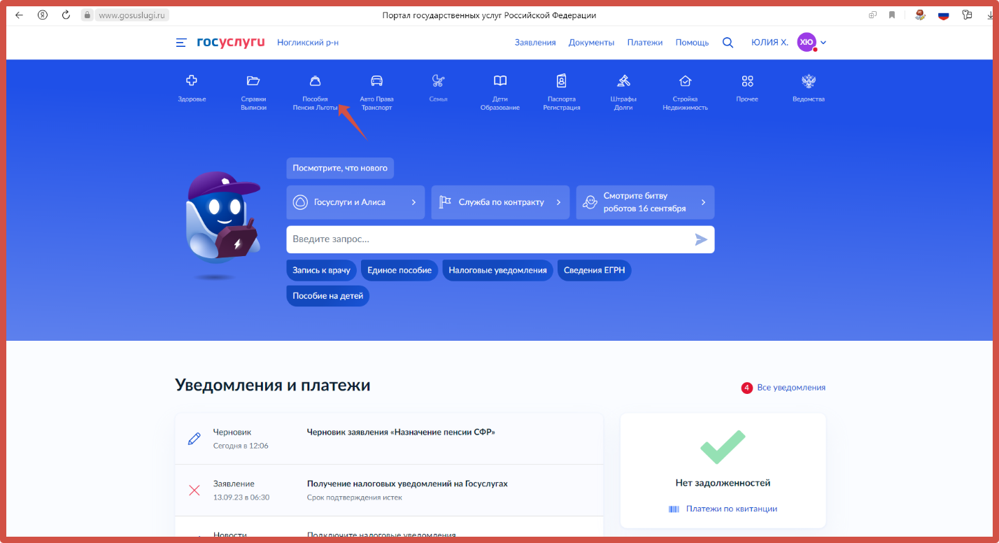 www.gosuslugi.ru
Портал государственных услуг Российской Федерации
госуслуги
Ногликский р-н
Заявления
Документы
Платежи
Помощь
ЮЛИЯ Х.
ХЮ
Здоровье
Справки
Выписки
Пособия
Пенсия Льготы
Авто Права
Транспорт
Семья
Дети
Образование
Паспорта
Регистрация
Штрафы
Долги
Стройка
Недвижимость
Прочее
Ведомства
Посмотрите, что нового
Госуслуги и Алиса
Служба по контракту
Смотрите битву
роботов 16 сентября
Введите запрос...
Запись к врачу
Единое пособие
Налоговые уведомления
Сведения ЕГРН
Пособие на детей
Уведомления и платежи
4 Все уведомления
Черновик
Сегодня в 12:06
Черновик заявления «Назначение пенсии СФР»
Заявление
13.09.23 в 06:30
Получение налоговых уведомлений на Госуслугах
Срок подтверждения истек
Новости
Подключите налоговые уведомления
Нет задолженностей
Платежи по квитанции